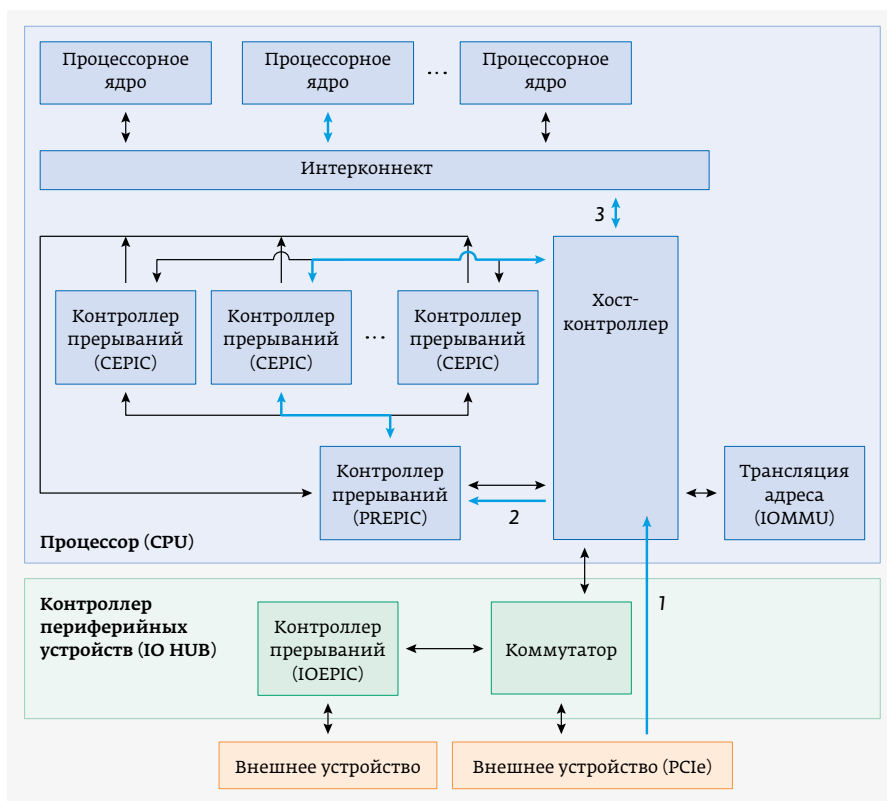 Процессорное
ядро
Процессорное
ядро
...
Процессорное
ядро
Интерконнект
3
Хост-
контроллер
Контроллер
прерываний
(CEPIC)
Контроллер
прерываний
(CEPIC)
...
Контроллер
прерываний
(CEPIC)
Контроллер
прерываний
(PREPIC)
2
Трансляция
адреса
(IOMMU)
Процессор (CPU)
1
Контроллер
периферийных
устройств (IO HUB)
Контроллер
прерываний
(IOEPIC)
Коммутатор
Внешнее устройство
Внешнее устройство (PCIe)